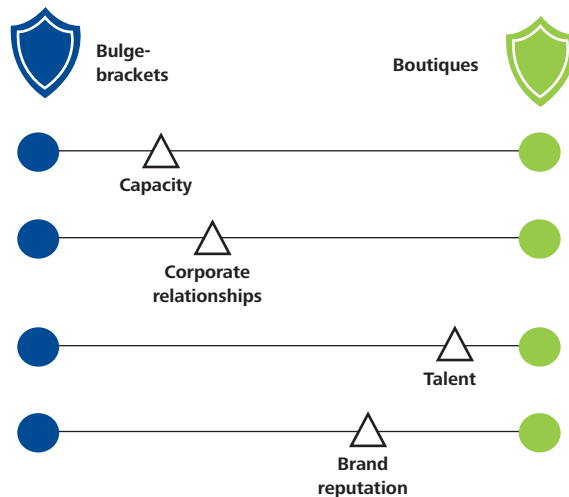 Bulge-
brackets
Boutiques
Capacity
Corporate
relationships
Talent
Brand
reputation